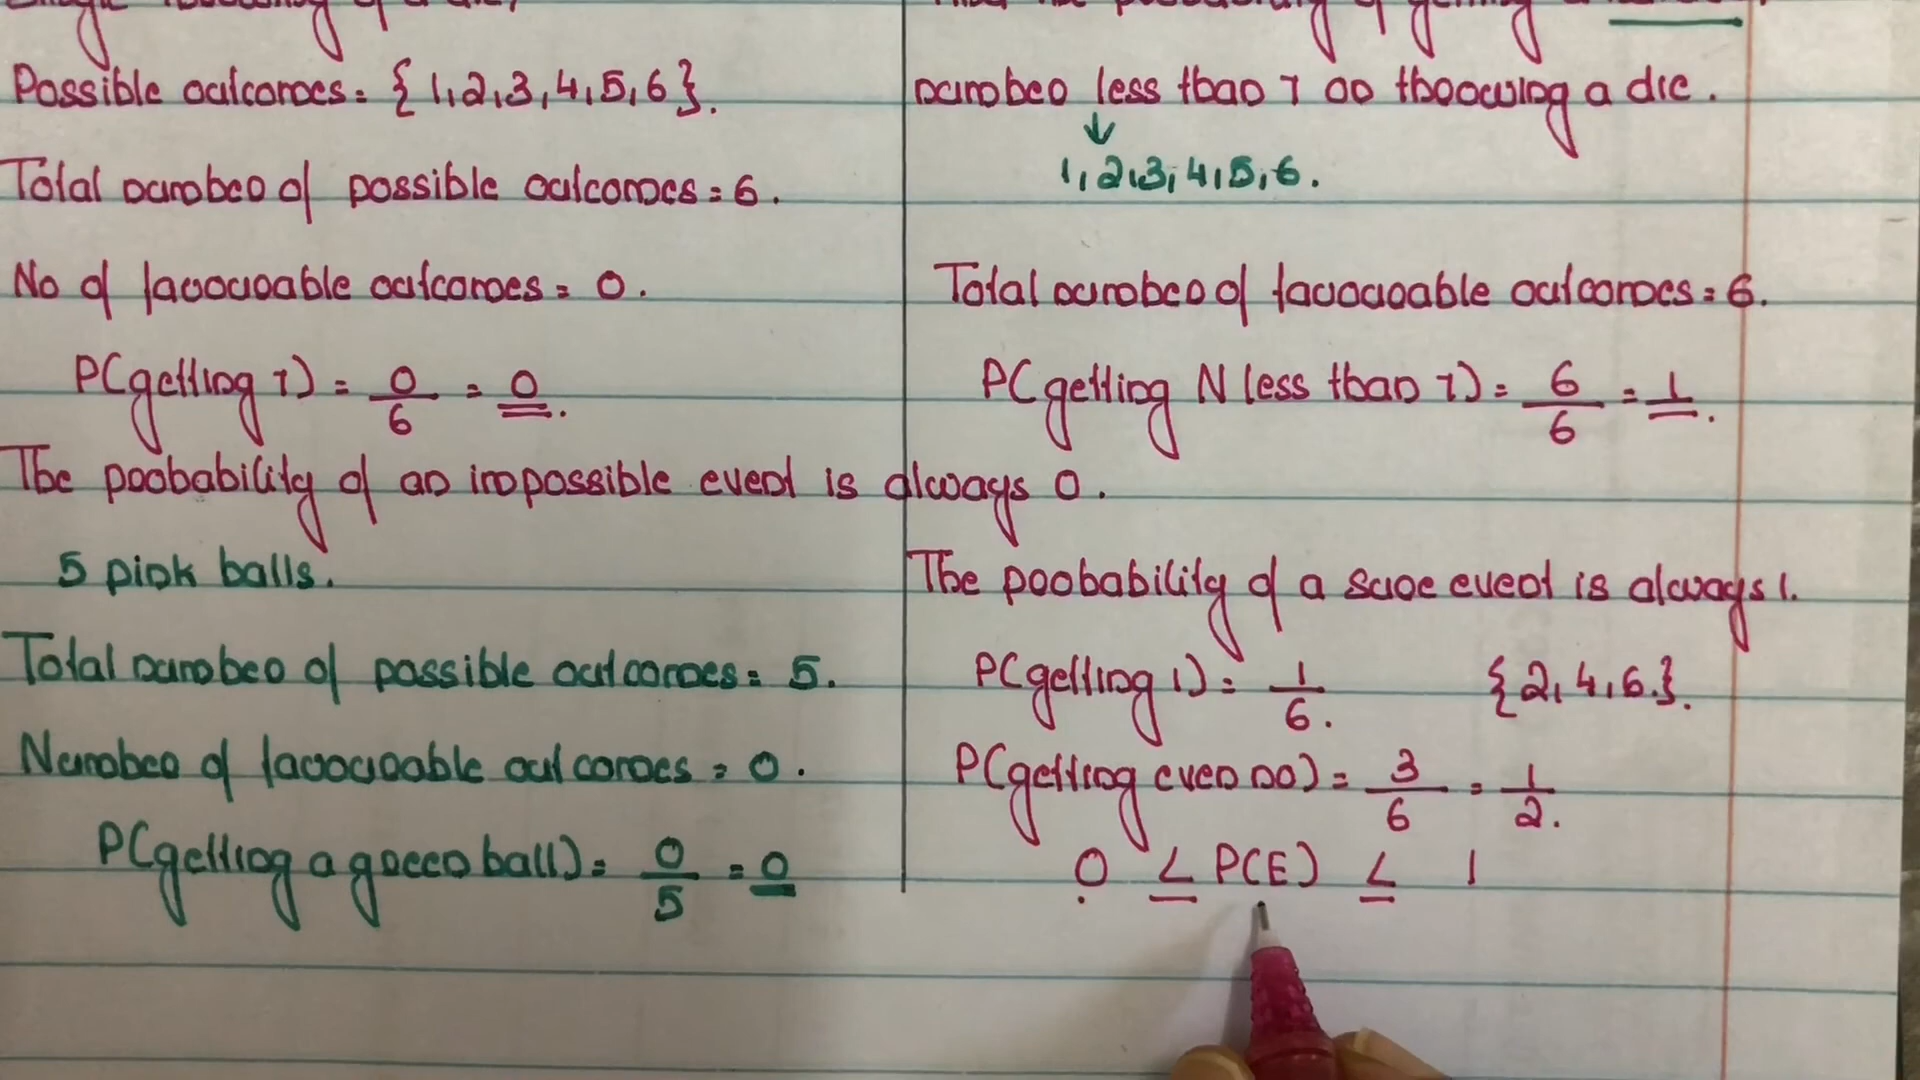 Possible outcomes = {1,2,3,4,5,6}.
Total number of possible outcomes = 6.
No of favourable outcomes = 0.
P(getting 7) = 0/6 = 0.
The probability of an impossible event is always 0.
5 pink balls.
Total number of possible outcomes = 5.
Number of favourable outcomes = 0.
P(getting a green ball) = 0/5 = 0
number less than 7 on throwing a die.
↓
1,2,3,4,5,6.
Total number of favourable outcomes = 6.
P(getting N less than 7) = 6/6 = 1.
The probability of a sure event is always 1.
P(getting 1) = 1/6. {2,4,6.}.
P(getting even no) = 3/6 = 1/2.
0 ≤ P(E) ≤ 1